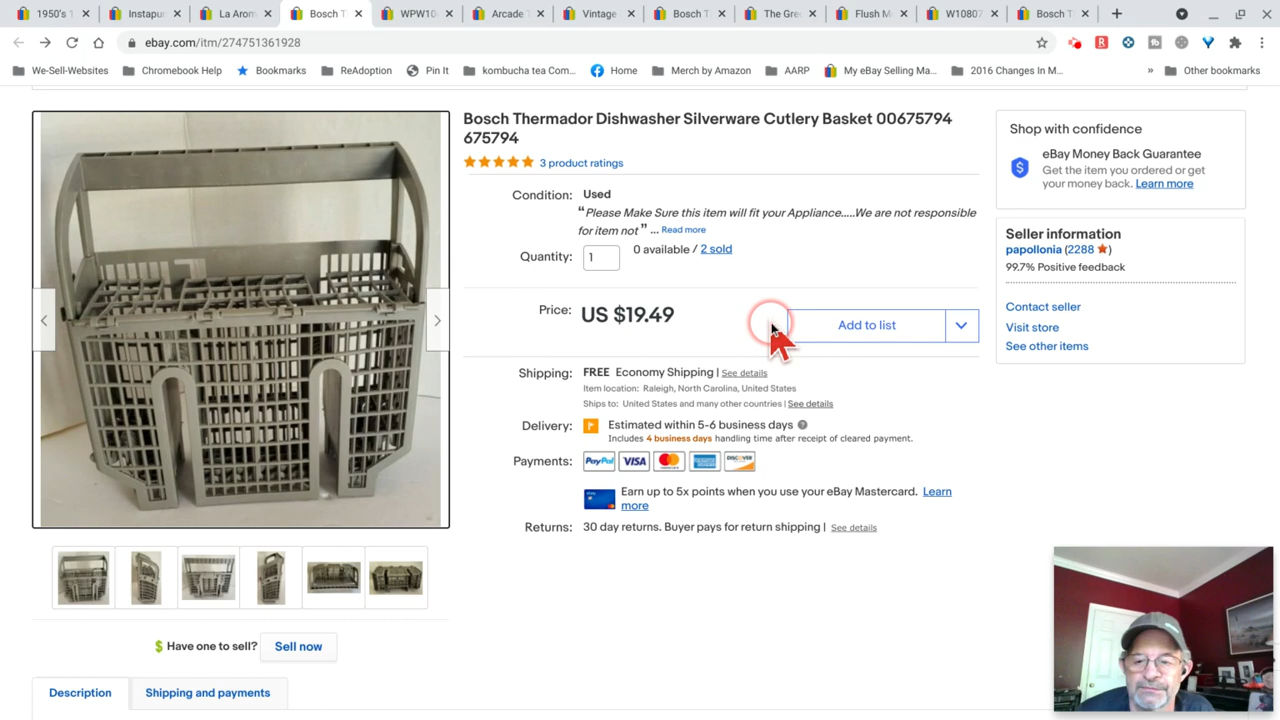 1950's T
Instapur
La Arom
Bosch Th
WPW10
Arcade T
Vintage
Bosch Th
The Gre
Flush M
W10807
Bosch Th
ebay.com/itm/274751361928
We-Sell-Websites
Chromebook Help
Bookmarks
ReAdoption
Pin It
kombucha tea Com...
Home
Merch by Amazon
AARP
My eBay Selling Ma...
2016 Changes In M...
» Other bookmarks
Bosch Thermador Dishwasher Silverware Cutlery Basket 00675794
675794
3 product ratings
Condition: Used
“Please Make Sure this item will fit your Appliance.....We are not responsible
for item not” ... Read more
Quantity: 1 0 available / 2 sold
Price: US $19.49
Add to list
Shipping: FREE Economy Shipping | See details
Item location: Raleigh, North Carolina, United States
Ships to: United States and many other countries | See details
Delivery: Estimated within 5-6 business days
Includes 4 business days handling time after receipt of cleared payment.
Payments: PayPal VISA
Earn up to 5x points when you use your eBay Mastercard. Learn
more
Returns: 30 day returns. Buyer pays for return shipping | See details
Shop with confidence
eBay Money Back Guarantee
Get the item you ordered or get
your money back. Learn more
Seller information
papollonia (2288 )
99.7% Positive feedback
Contact seller
Visit store
See other items
Have one to sell? Sell now
Description
Shipping and payments